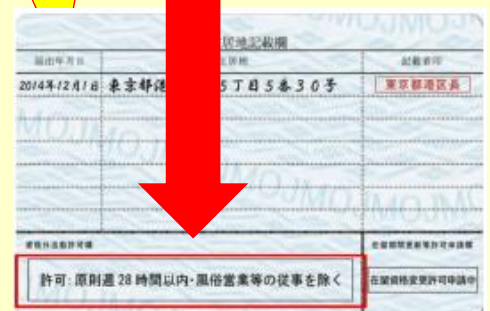 住居地記載欄
届出年月日 住居地 記載者印
2014年12月1日 東京都港 5丁目5番30号 東京都港区長
MOJMOJ
資格外活動許可欄 在留期間更新等許可申請欄
許可:原則週28時間以内・風俗営業等の従事を除く 在留資格変更許可申請中